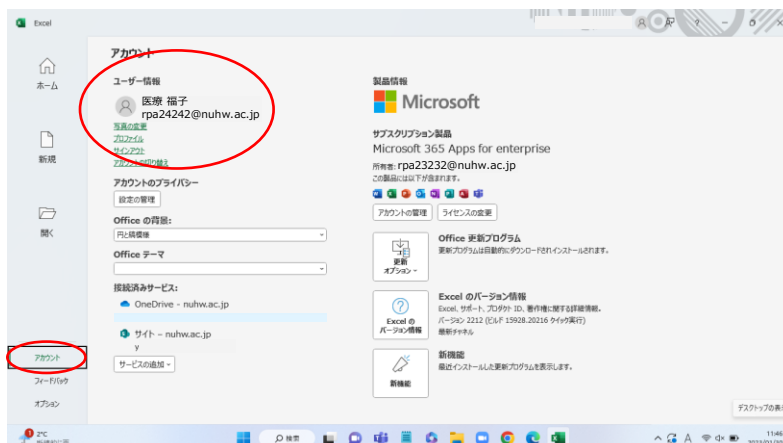 Excel
?
アカウント
ホーム
新規
開く
アカウント
フィードバック
オプション
ユーザー情報
医療 福子
rpa24242@nuhw.ac.jp
写真の変更
プロファイル
サインアウト
アカウントの切り替え
アカウントのプライバシー
設定の管理
Office の背景:
円と縞模様
Office テーマ
接続済みサービス:
OneDrive – nuhw.ac.jp
サイト – nuhw.ac.jp
y
サービスの追加
製品情報
Microsoft
サブスクリプション製品
Microsoft 365 Apps for enterprise
所有者: rpa23232@nuhw.ac.jp
この製品には以下が含まれます。
アカウントの管理
ライセンスの変更
更新
オプション
Office 更新プログラム
更新プログラムは自動的にダウンロードされインストールされます。
Excel の
バージョン情報
Excel のバージョン情報
Excel、サポート、プロダクト ID、著作権に関する詳細情報。
バージョン 2212 (ビルド 15928.20216 クイック実行)
最新チャネル
新機能
新機能
最近インストールした更新プログラムを表示します。
デスクトップの表
2°C
検索
A
11:46